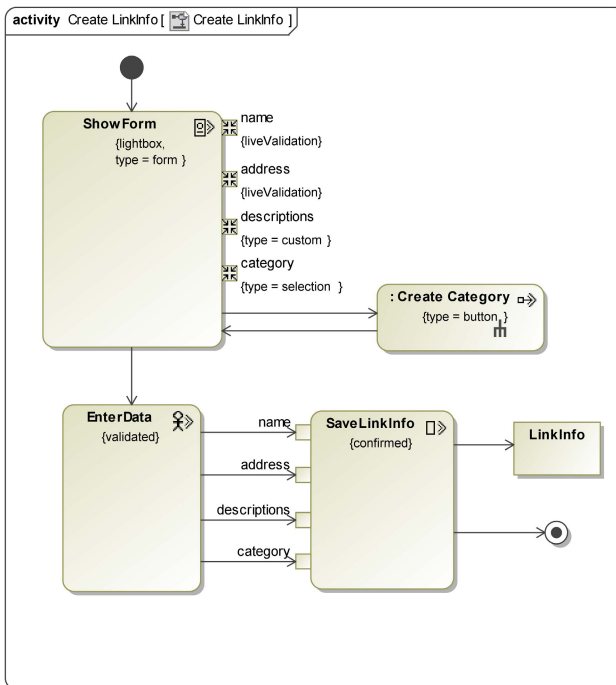 activity Create LinkInfo [ Create LinkInfo ]
ShowForm
{lightbox,
type = form }
name
{liveValidation}
address
{liveValidation}
descriptions
{type = custom }
category
{type = selection }
: Create Category
{type = button }
EnterData
{validated}
name
address
descriptions
category
SaveLinkInfo
{confirmed}
LinkInfo